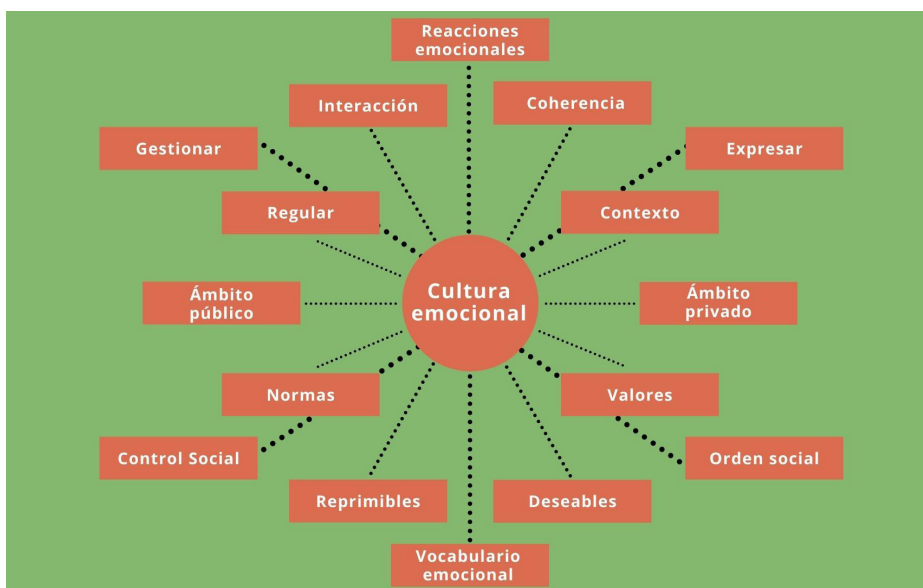 Reacciones
emocionales
Interacción
Coherencia
Gestionar
Expresar
Regular
Contexto
Cultura
emocional
Ámbito
público
Ámbito
privado
Normas
Valores
Control Social
Orden social
Reprimibles
Deseables
Vocabulario
emocional